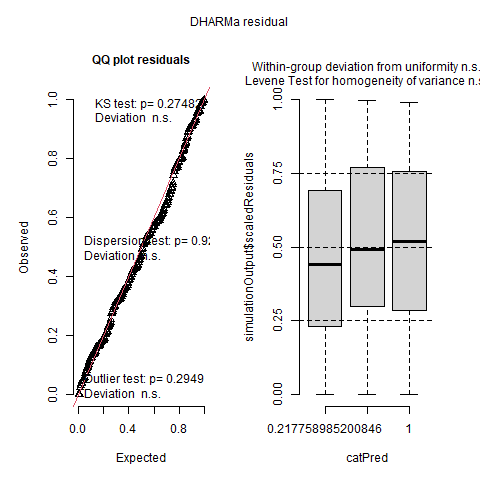 DHARMa residual
QQ plot residuals
KS test: p= 0.2748
Deviation n.s.
Dispersion test: p= 0.92
Deviation n.s.
Outlier test: p= 0.2949
Deviation n.s.
Observed
0.0 0.2 0.4 0.6 0.8 1.0
0.0 0.4 0.8
Expected
Within-group deviation from uniformity n.s.
Levene Test for homogeneity of variance n.s
simulationOutput$scaledResiduals
0.00 0.25 0.50 0.75 1.00
0.217758985200846 1
catPred